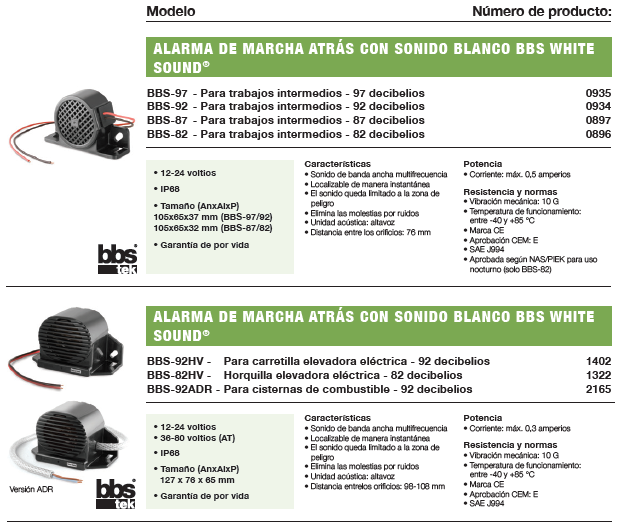 Modelo Número de producto:
ALARMA DE MARCHA ATRÁS CON SONIDO BLANCO BBS WHITE
SOUND®
BBS-97 - Para trabajos intermedios - 97 decibelios 0935
BBS-92 - Para trabajos intermedios - 92 decibelios 0934
BBS-87 - Para trabajos intermedios - 87 decibelios 0897
BBS-82 - Para trabajos intermedios - 82 decibelios 0896
• 12-24 voltios
• IP68
• Tamaño (AnxAlxP)
105x65x37 mm (BBS-97/92)
105x65x32 mm (BBS-87/82)
• Garantía de por vida
Características
• Sonido de banda ancha multifrecuencia
• Localizable de manera instantánea
• El sonido queda limitado a la zona de
peligro
• Elimina las molestias por ruidos
• Unidad acústica: altavoz
• Distancia entre los orificios: 76 mm
Potencia
• Corriente: máx. 0,5 amperios
Resistencia y normas
• Vibración mecánica: 10 G
• Temperatura de funcionamiento:
entre -40 y +85 °C
• Marca CE
• Aprobación CEM: E
• SAE J994
• Aprobada según NAS/PIEK para uso
nocturno (solo BBS-82)
bbs
tek
ALARMA DE MARCHA ATRÁS CON SONIDO BLANCO BBS WHITE
SOUND®
BBS-92HV - Para carretilla elevadora eléctrica - 92 decibelios 1402
BBS-82HV - Horquilla elevadora eléctrica - 82 decibelios 1322
BBS-92ADR - Para cisternas de combustible - 92 decibelios 2165
• 12-24 voltios
• 36-80 voltios (AT)
• IP68
• Tamaño (AnxAlxP)
127 x 76 x 65 mm
• Garantía de por vida
Características
• Sonido de banda ancha multifrecuencia
• Localizable de manera instantánea
• El sonido queda limitado a la zona de
peligro
• Elimina las molestias por ruidos
• Unidad acústica: altavoz
• Distancia entrelos orificios: 98-108 mm
Potencia
• Corriente: máx. 0,3 amperios
Resistencia y normas
• Vibración mecánica: 10 G
• Temperatura de funcionamiento:
entre -40 y +85 °C
• Marca CE
• Aprobación CEM: E
• SAE J994
Versión ADR
bbs
tek